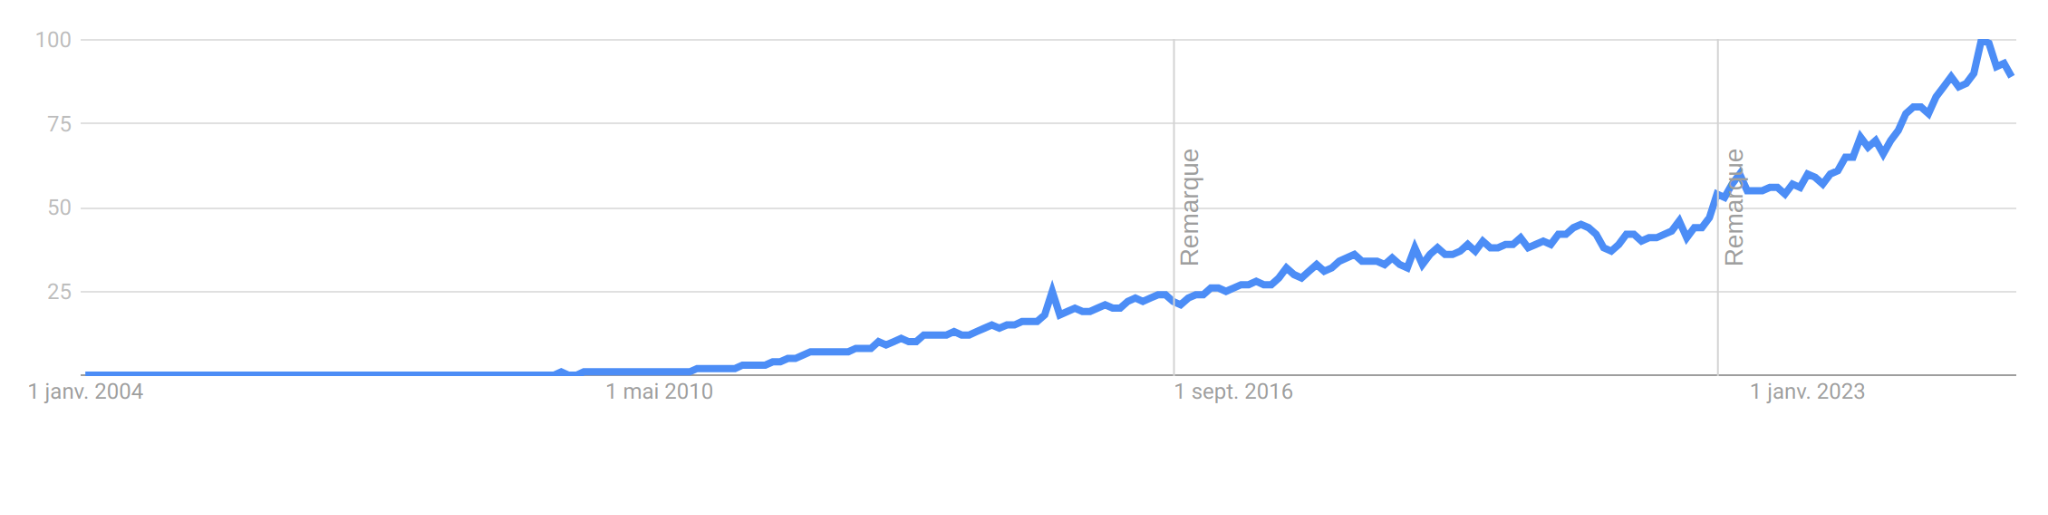 100
75
50
25
Remarque
Remarque
1 janv. 2004
1 mai 2010
1 sept. 2016
1 janv. 2023